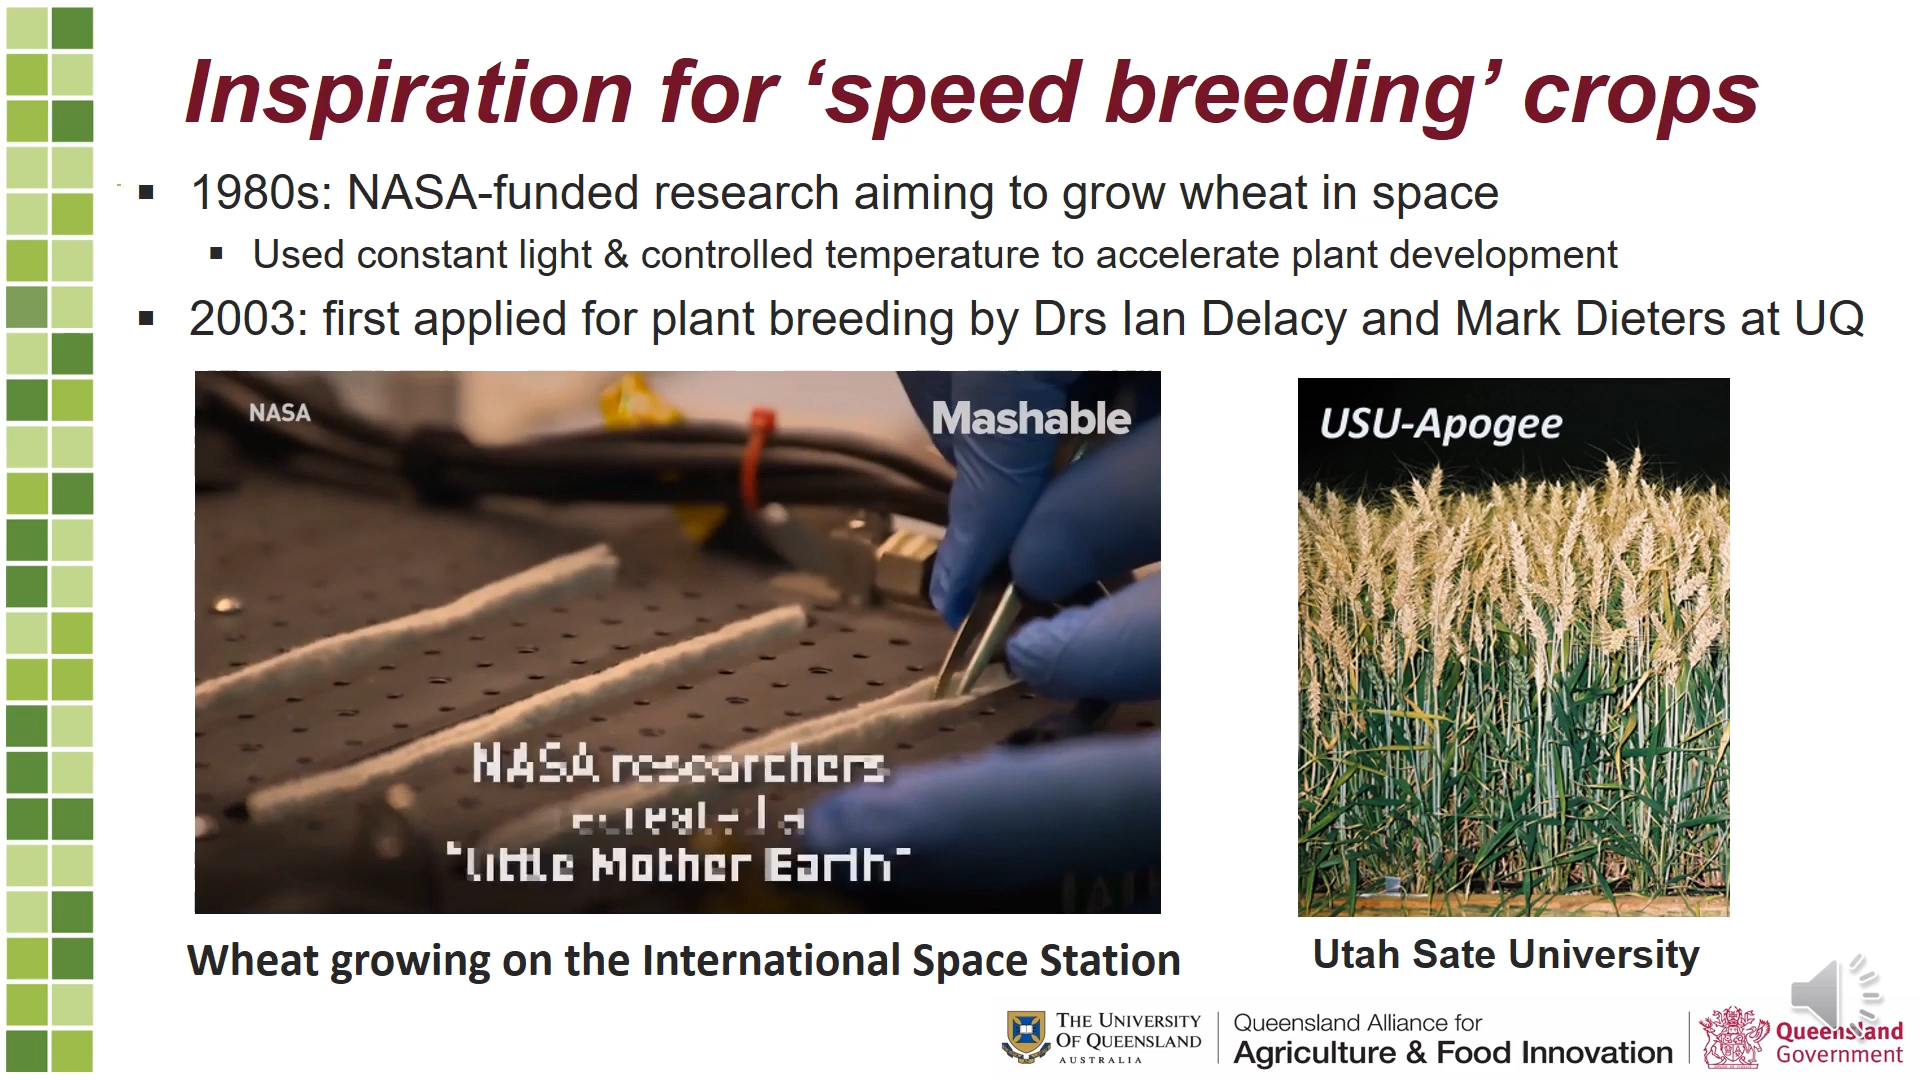 Inspiration for ‘speed breeding’ crops
▪ 1980s: NASA-funded research aiming to grow wheat in space
▪ Used constant light & controlled temperature to accelerate plant development
▪ 2003: first applied for plant breeding by Drs Ian Delacy and Mark Dieters at UQ
NASA
Mashable
NASA researchers
"little Mother Earth"
USU-Apogee
Wheat growing on the International Space Station
Utah Sate University
THE UNIVERSITY
OF QUEENSLAND
AUSTRALIA
Queensland Alliance for
Agriculture & Food Innovation
Queensland
Government